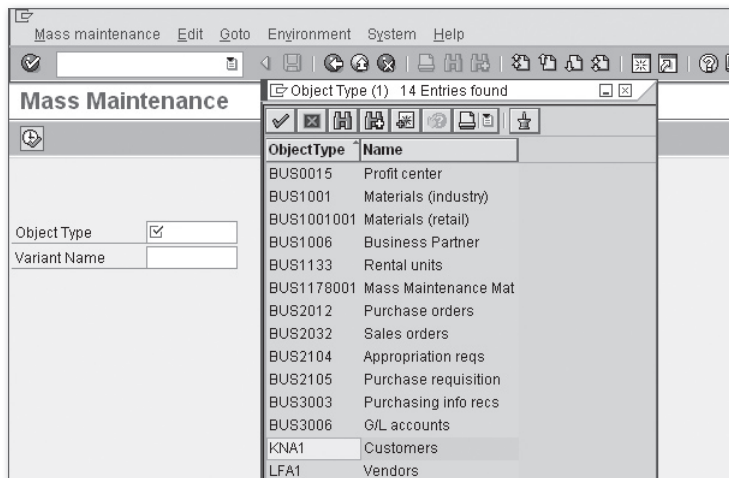 Mass maintenance Edit Goto Environment System Help
Mass Maintenance
Object Type
Variant Name
Object Type (1) 14 Entries found
ObjectType Name
BUS0015 Profit center
BUS1001 Materials (industry)
BUS1001001 Materials (retail)
BUS1006 Business Partner
BUS1133 Rental units
BUS1178001 Mass Maintenance Mat
BUS2012 Purchase orders
BUS2032 Sales orders
BUS2104 Appropriation reqs
BUS2105 Purchase requisition
BUS3003 Purchasing info recs
BUS3006 G/L accounts
KNA1 Customers
LFA1 Vendors